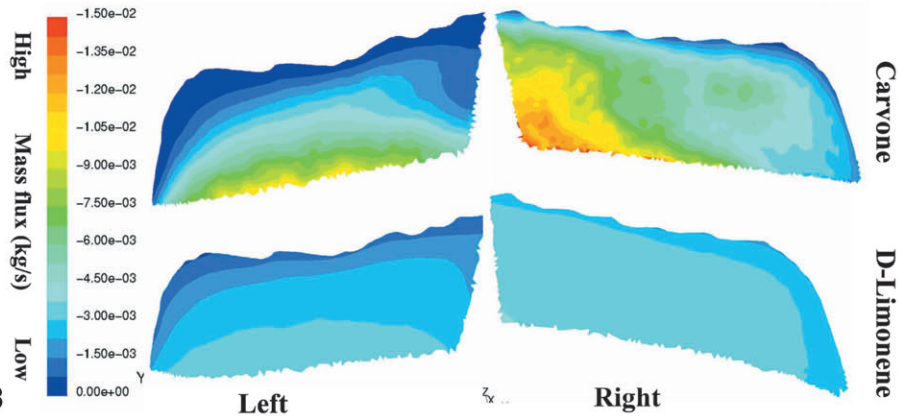 High
Mass flux (kg/s)
Low
-1.50e-02
-1.35e-02
-1.20e-02
-1.05e-02
-9.00e-03
-7.50e-03
-6.00e-03
-4.50e-03
-3.00e-03
-1.50e-03
0.00e+00
Y
Z
X
Left
Right
Carvone
D-Limonene